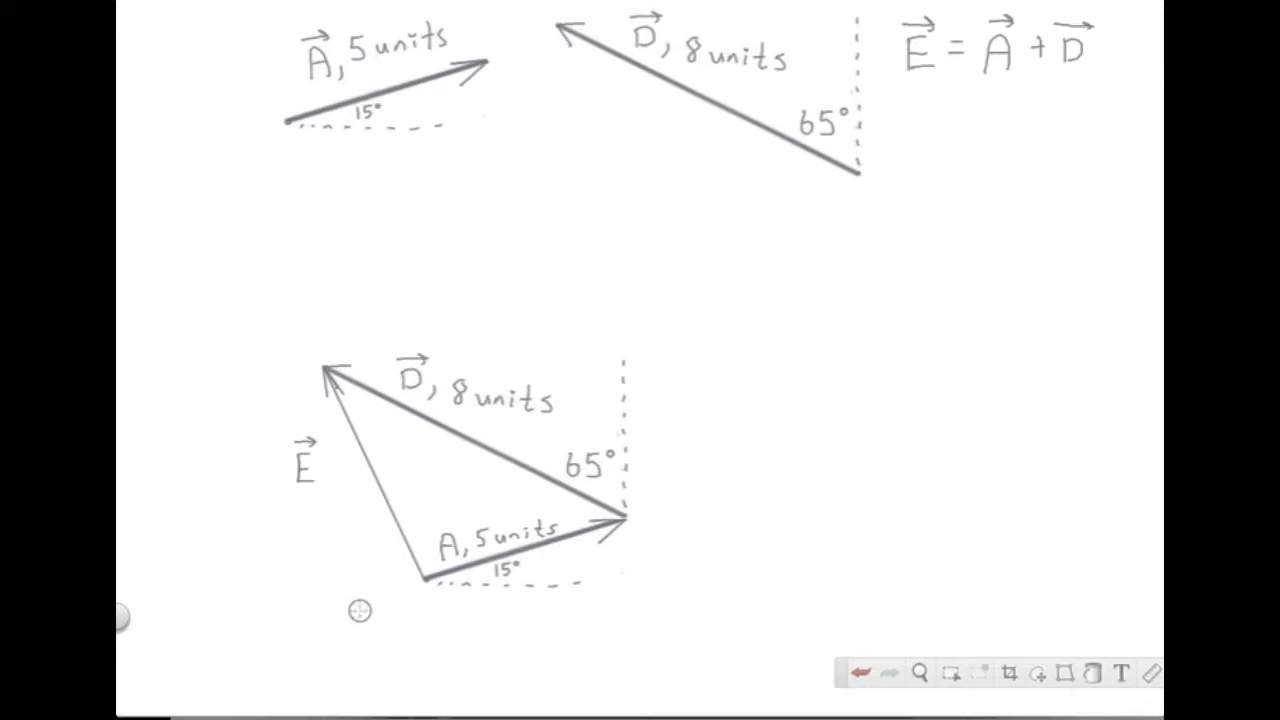 A, 5 units
15°
D, 8 units
65°
E = A + D
D, 8 units
65°
E
A, 5 units
15°
T